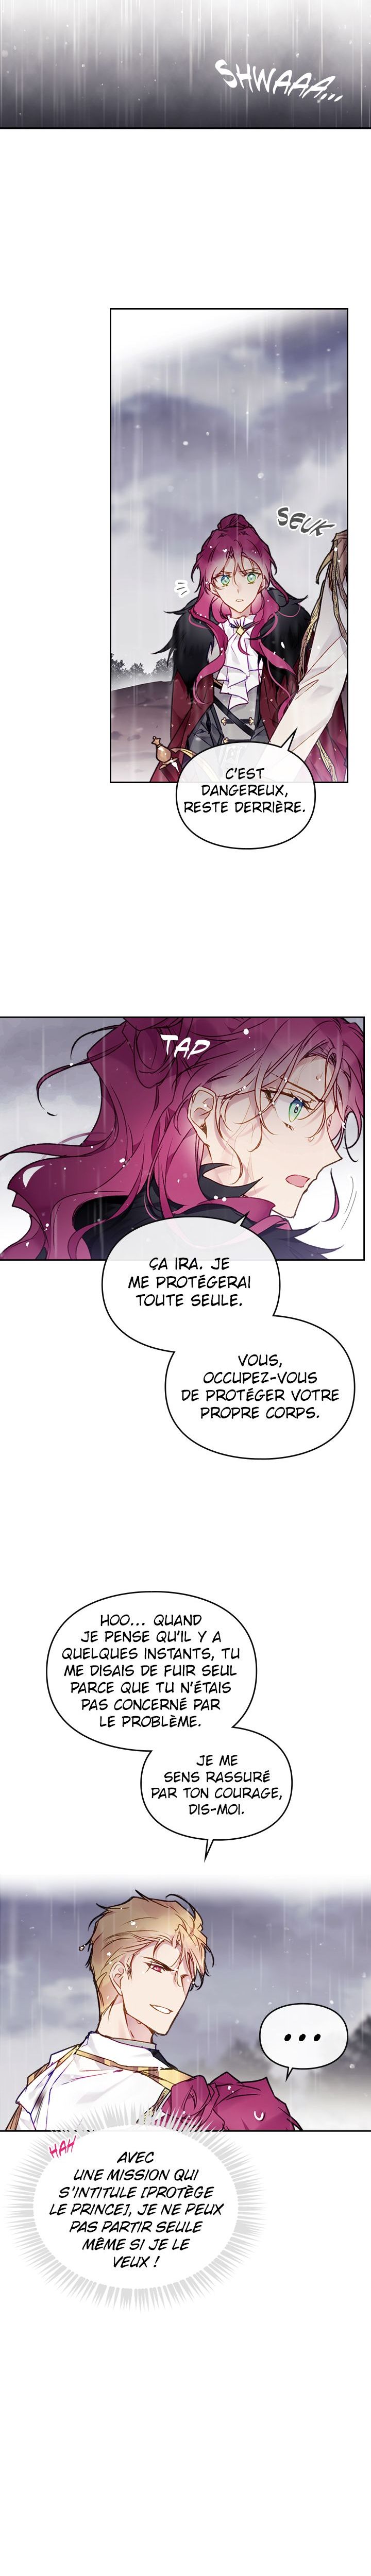 SHWAAA...
SEUK
C'EST
DANGEREUX,
RESTE DERRIÈRE.
TAP
ÇA IRA. JE
ME PROTÉGERAI
TOUTE SEULE.
VOUS,
OCCUPEZ-VOUS
DE PROTÉGER VOTRE
PROPRE CORPS.
HOO... QUAND
JE PENSE QU'IL Y A
QUELQUES INSTANTS, TU
ME DISAIS DE FUIR SEUL
PARCE QUE TU N'ÉTAIS
PAS CONCERNÉ PAR
LE PROBLÈME.
JE ME
SENS RASSURÉ
PAR TON COURAGE,
DIS-MOI.
...
HAH
AVEC
UNE MISSION QUI
S'INTITULE [PROTÈGE
LE PRINCE], JE NE PEUX
PAS PARTIR SEULE
MÊME SI JE LE
VEUX !